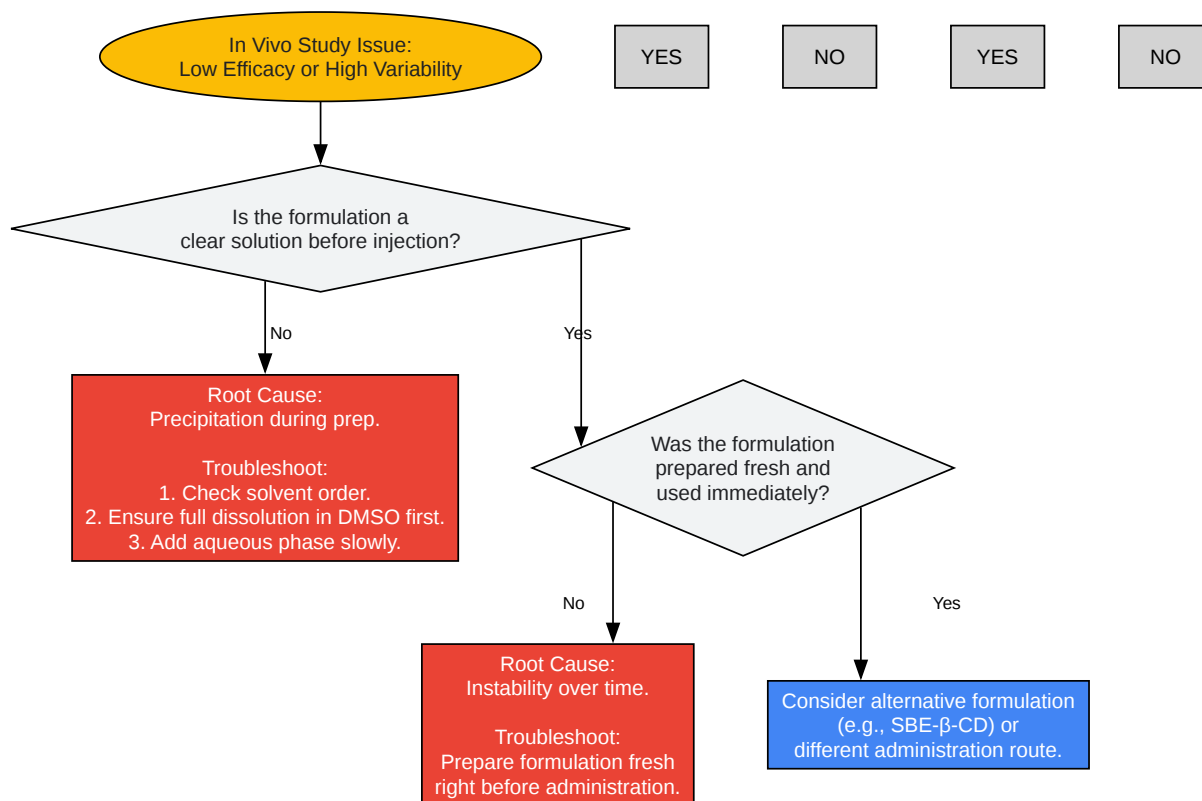 In Vivo Study Issue:
Low Efficacy or High Variability
YES
NO
YES
NO
Is the formulation a
clear solution before injection?
No
Yes
Root Cause:
Precipitation during prep.
Troubleshoot:
1. Check solvent order.
2. Ensure full dissolution in DMSO first.
3. Add aqueous phase slowly.
Was the formulation
prepared fresh and
used immediately?
No
Yes
Root Cause:
Instability over time.
Troubleshoot:
Prepare formulation fresh
right before administration.
Consider alternative formulation
(e.g., SBE-β-CD) or
different administration route.